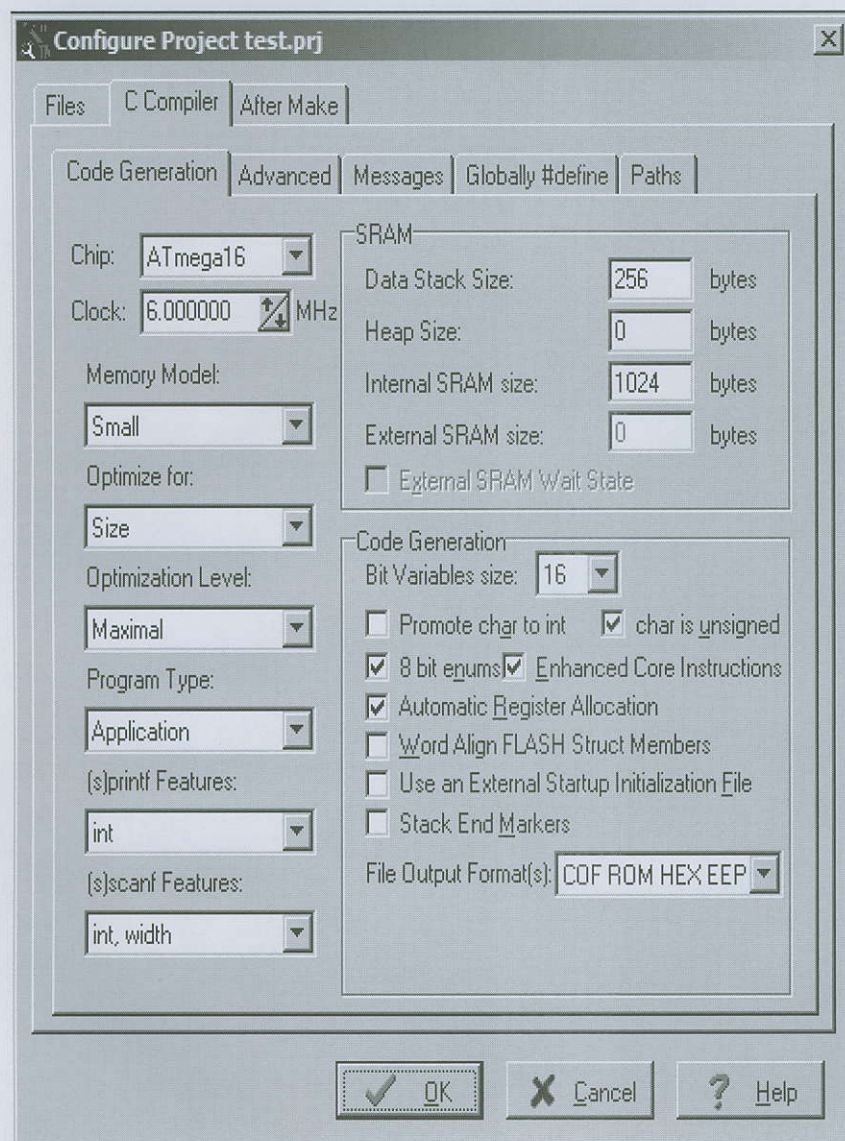 Configure Project test.prj
Files
C Compiler
After Make
Code Generation
Advanced
Messages
Globally #define
Paths
Chip:
ATmega16
Clock:
6.000000
MHz
Memory Model:
Small
Optimize for:
Size
Optimization Level:
Maximal
Program Type:
Application
(s)printf Features:
int
(s)scanf Features:
int, width
SRAM
Data Stack Size:
256
bytes
Heap Size:
0
bytes
Internal SRAM size:
1024
bytes
External SRAM size:
0
bytes
External SRAM Wait State
Code Generation
Bit Variables size:
16
Promote char to int
char is unsigned
8 bit enums
Enhanced Core Instructions
Automatic Register Allocation
Word Align FLASH Struct Members
Use an External Startup Initialization File
Stack End Markers
File Output Format(s):
COF ROM HEX EEP
OK
Cancel
Help